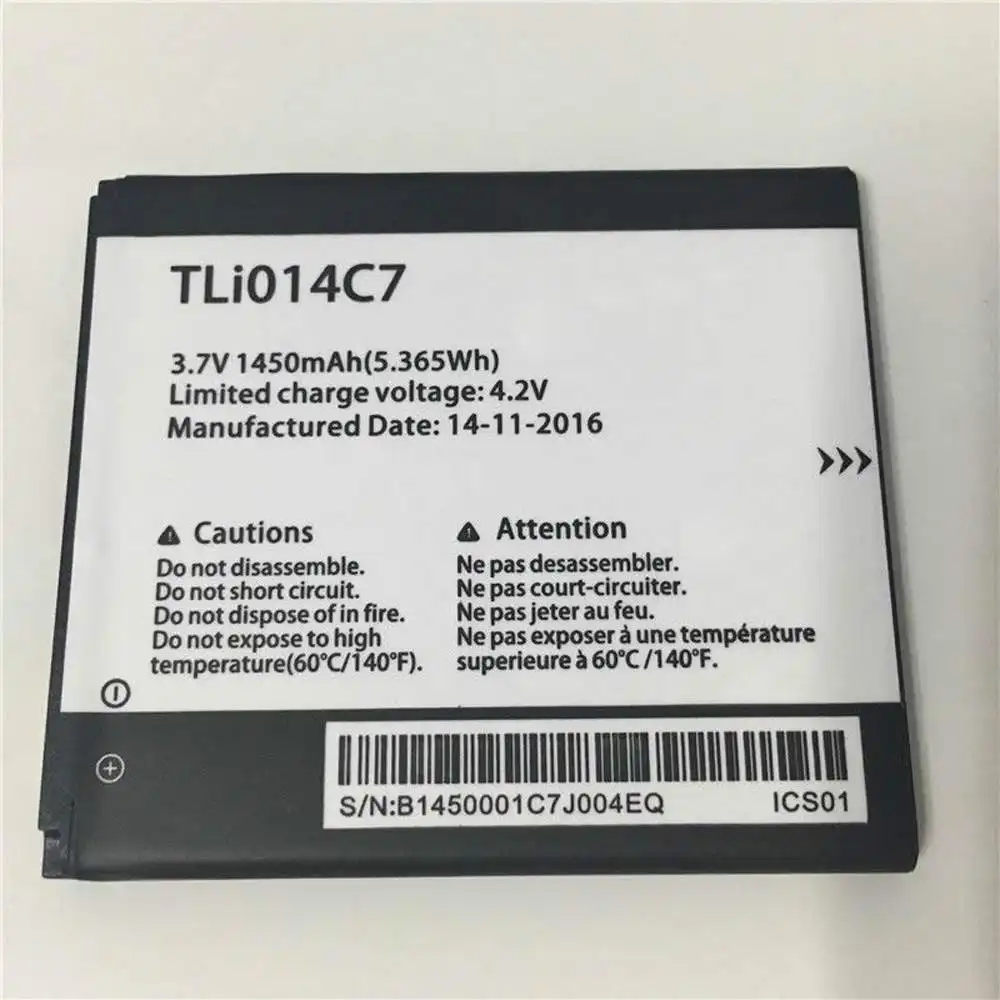 TLi014C7
3.7V 1450mAh(5.365Wh)
Limited charge voltage: 4.2V
Manufactured Date: 14-11-2016
Cautions
Do not disassemble.
Do not short circuit.
Do not dispose of in fire.
Do not expose to high
temperature(60°C/140°F).
Attention
Ne pas desassembler.
Ne pas court-circuiter.
Ne pas jeter au feu.
Ne pas exposer à une température
superieure à 60°C /140°F.
S/N:B1450001C7J004EQ ICS01